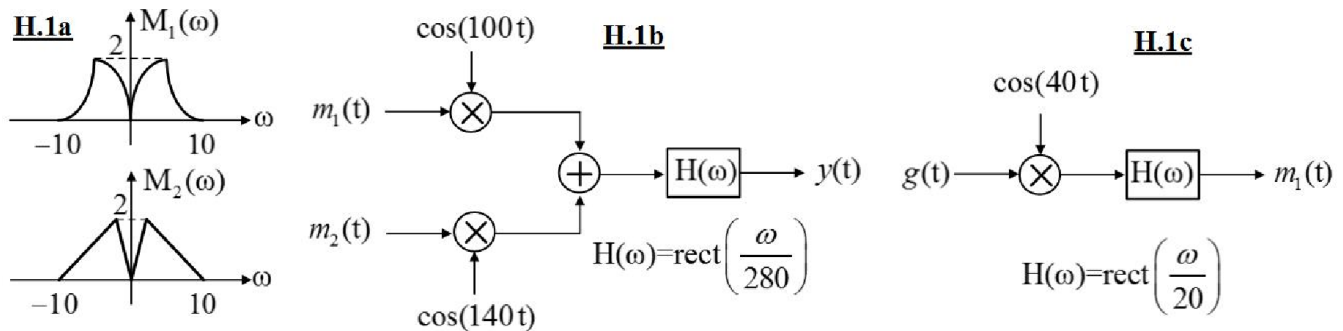 H.1a
M₁(ω)
2
ω
−10 10
M₂(ω)
2
ω
−10 10
H.1b
cos(100t)
m₁(t)
×
+
H(ω)
y(t)
m₂(t)
×
cos(140t)
H(ω)=rect(ω/280)
H.1c
cos(40t)
g(t)
×
H(ω)
m₁(t)
H(ω)=rect(ω/20)